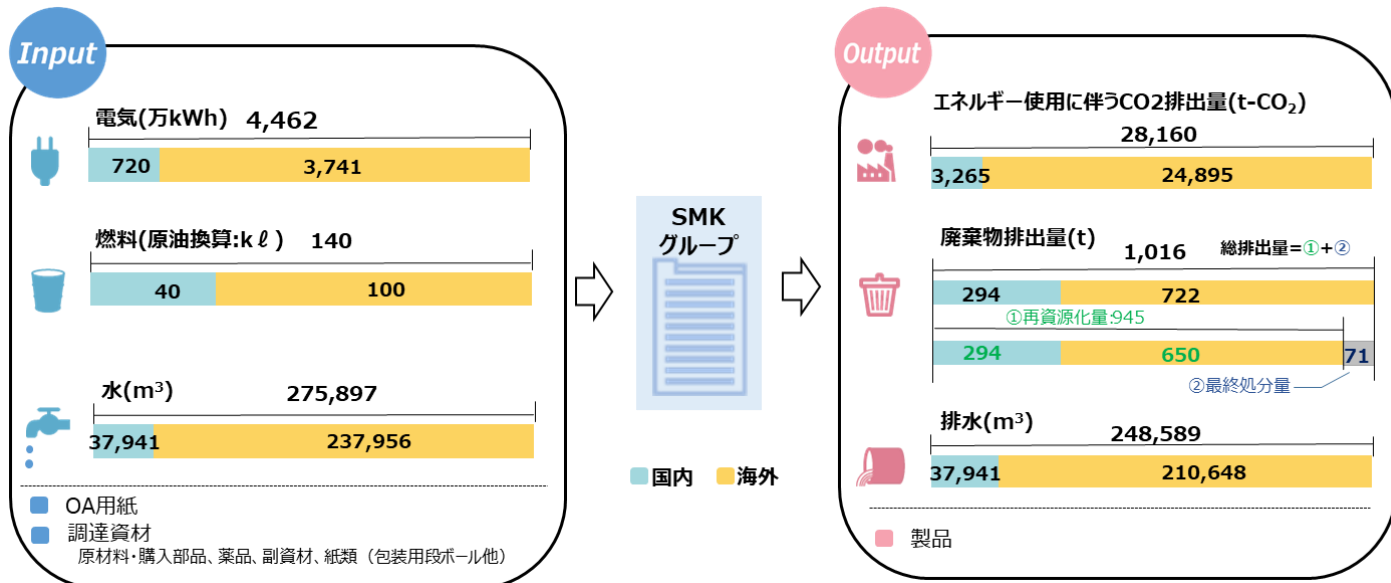 Input
電気(万kWh) 4,462
720 3,741
燃料(原油換算:kℓ) 140
40 100
水(m³)
275,897
37,941 237,956
OA用紙
調達資材
原材料・購入部品、薬品、副資材、紙類（包装用段ボール他）
SMK
グループ
国内 海外
Output
エネルギー使用に伴うCO2排出量(t-CO₂)
28,160
3,265 24,895
廃棄物排出量(t)
1,016 総排出量=①+②
294 722
①再資源化量:945
294 650 71
②最終処分量
排水(m³)
248,589
37,941 210,648
製品